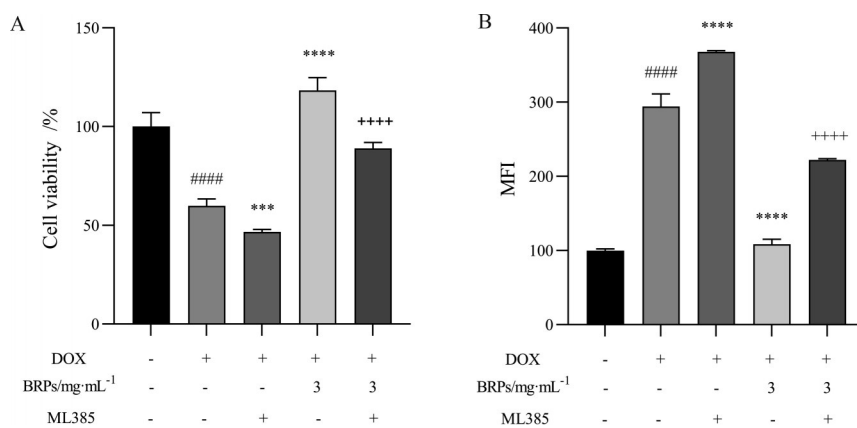 A
Cell viability /%
150
100
50
0
####
***
****
++++
DOX - + + + +
BRPs/mg·mL⁻¹ - - - 3 3
ML385 - - + - +
B
MFI
400
300
200
100
0
####
****
****
++++
DOX - + + + +
BRPs/mg·mL⁻¹ - - - 3 3
ML385 - - + - +